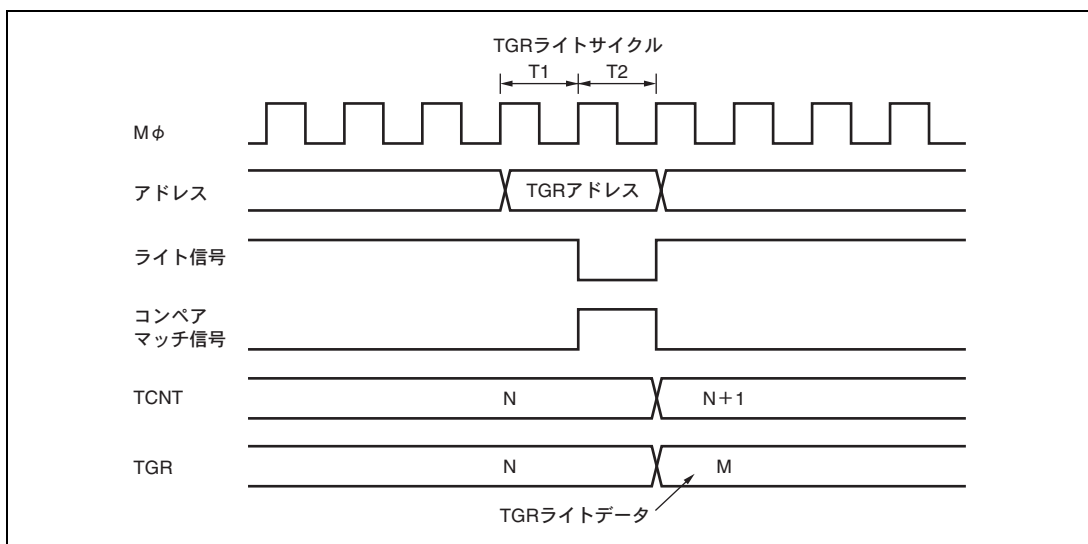 TGRライトサイクル
T1 T2
Mφ
アドレス TGRアドレス
ライト信号
コンペア
マッチ信号
TCNT N N+1
TGR N M
TGRライトデータ